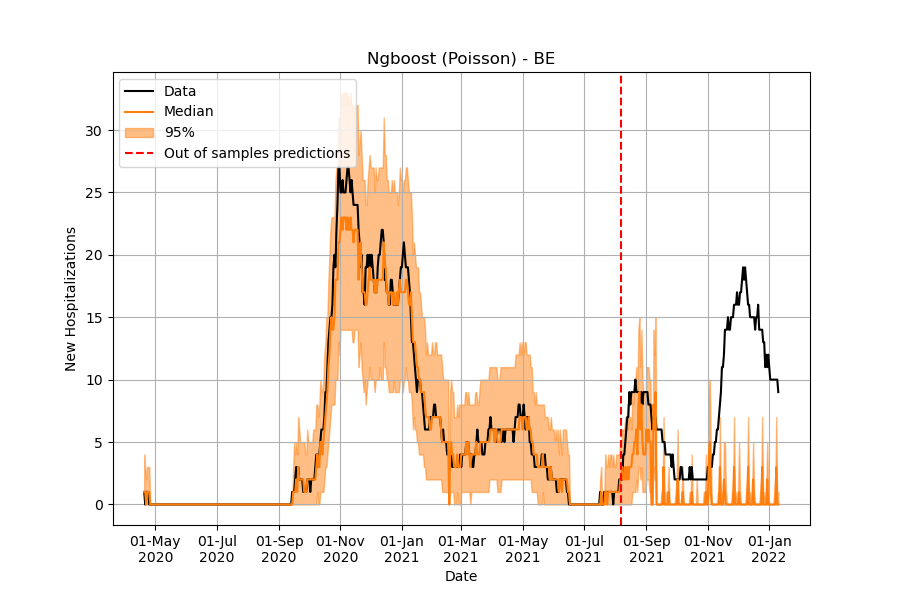 Ngboost (Poisson) - BE
Data
Median
95%
Out of samples predictions
New Hospitalizations
30
25
20
15
10
5
0
01-May 01-Jul 01-Sep 01-Nov 01-Jan 01-Mar 01-May 01-Jul 01-Sep 01-Nov 01-Jan
2020 2020 2020 2020 2021 2021 2021 2021 2021 2021 2022
Date